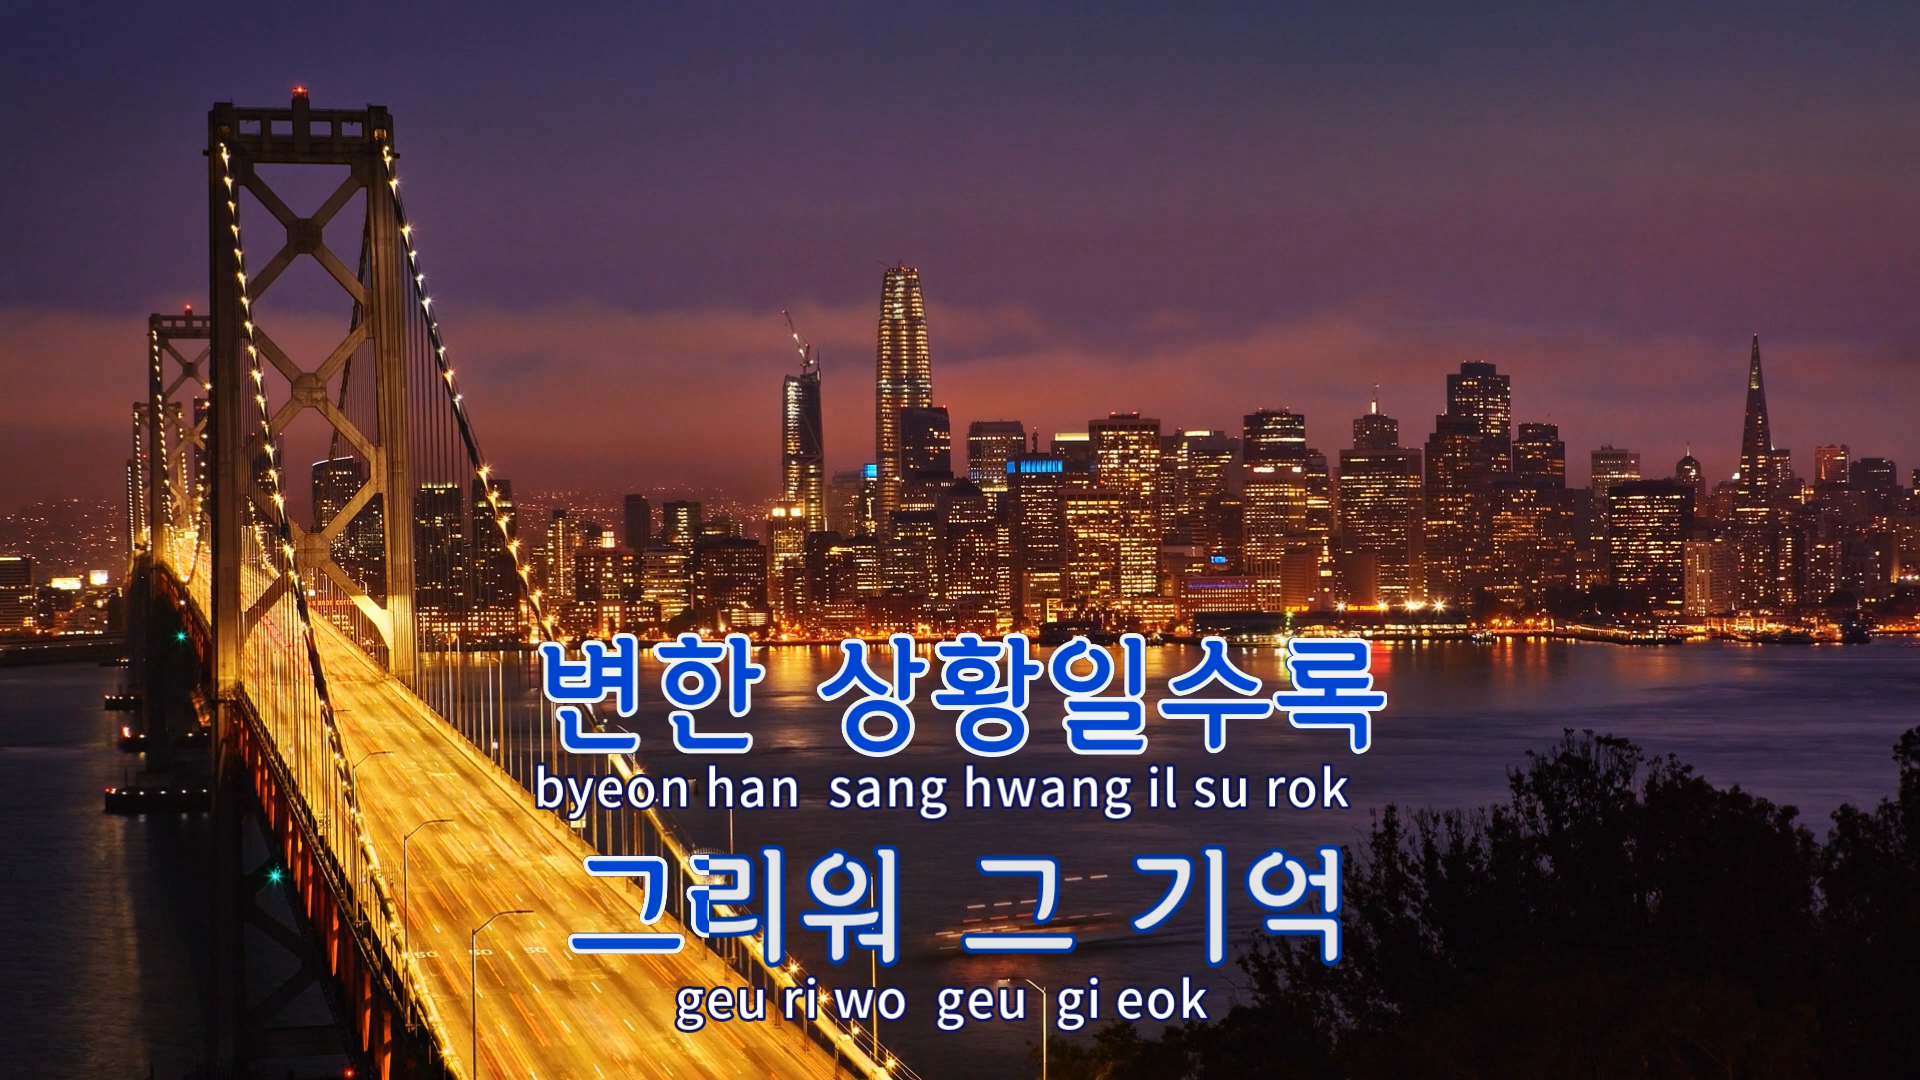 변한 상황일수록
byeon han sang hwang il su rok
그리워 그 기억
geu ri wo geu gi eok